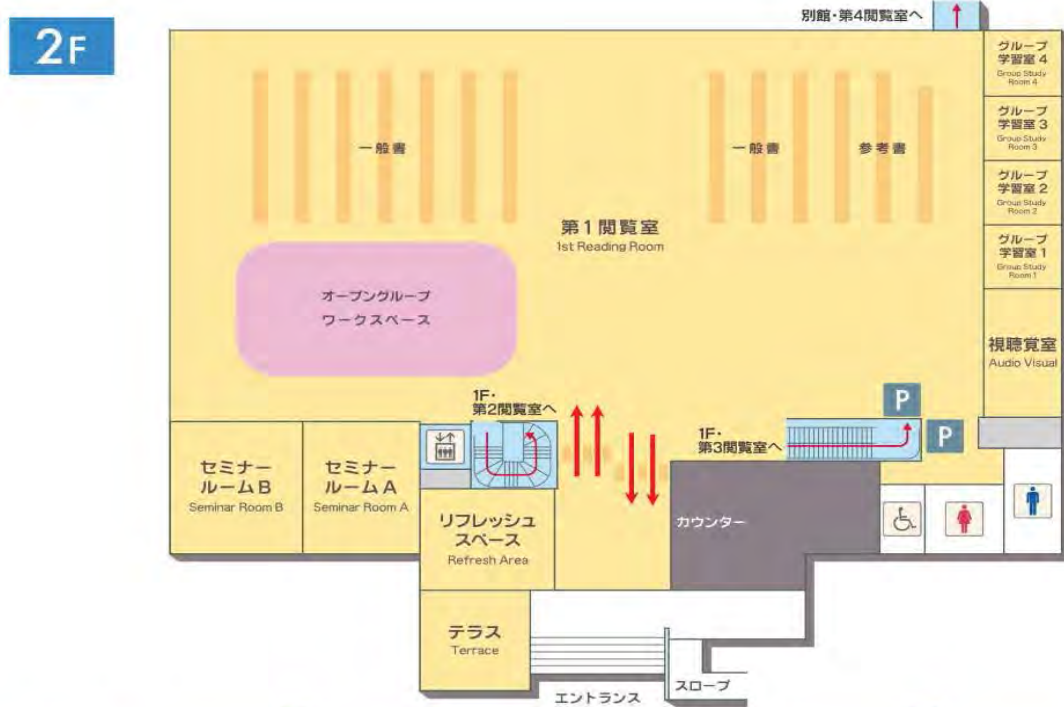 2F
別館・第4閲覧室へ
グループ
学習室 4
Group Study
Room 4
グループ
学習室 3
Group Study
Room 3
グループ
学習室 2
Group Study
Room 2
グループ
学習室 1
Group Study
Room 1
一般書
一般書
参考書
第1閲覧室
1st Reading Room
オープングループ
ワークスペース
視聴覚室
Audio Visual
1F・
第2閲覧室へ
1F・
第3閲覧室へ
P
P
セミナー
ルームB
Seminar Room B
セミナー
ルームA
Seminar Room A
リフレッシュ
スペース
Refresh Area
カウンター
テラス
Terrace
エントランス
スロープ